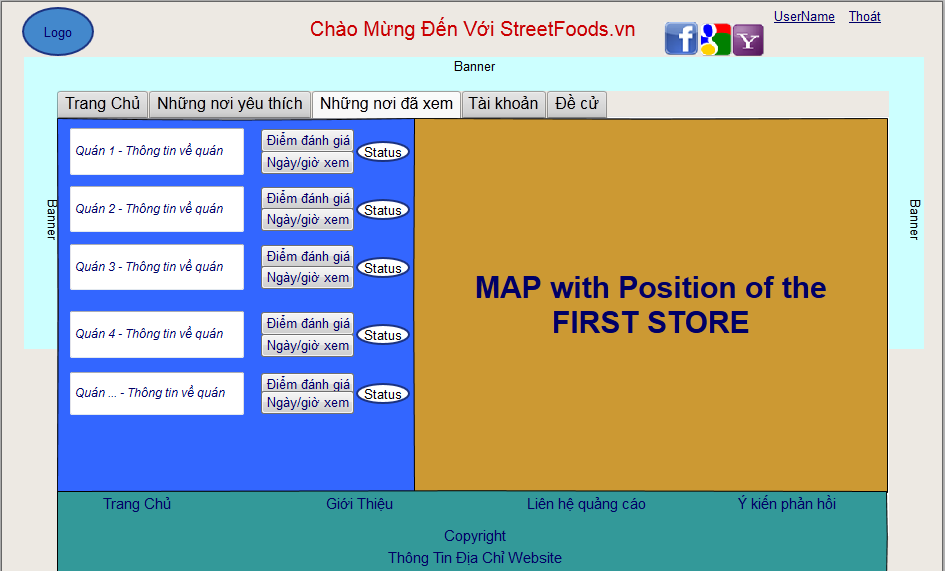 Logo
Chào Mừng Đến Với StreetFoods.vn
UserName Thoát
Banner
Trang Chủ Những nơi yêu thích Những nơi đã xem Tài khoản Đề cử
Quán 1 - Thông tin về quán
Điểm đánh giá
Ngày/giờ xem
Status
Quán 2 - Thông tin về quán
Điểm đánh giá
Ngày/giờ xem
Status
Quán 3 - Thông tin về quán
Điểm đánh giá
Ngày/giờ xem
Status
Quán 4 - Thông tin về quán
Điểm đánh giá
Ngày/giờ xem
Status
Quán ... - Thông tin về quán
Điểm đánh giá
Ngày/giờ xem
Status
Banner
MAP with Position of the
FIRST STORE
Banner
Trang Chủ Giới Thiệu Liên hệ quảng cáo Ý kiến phản hồi
Copyright
Thông Tin Địa Chỉ Website